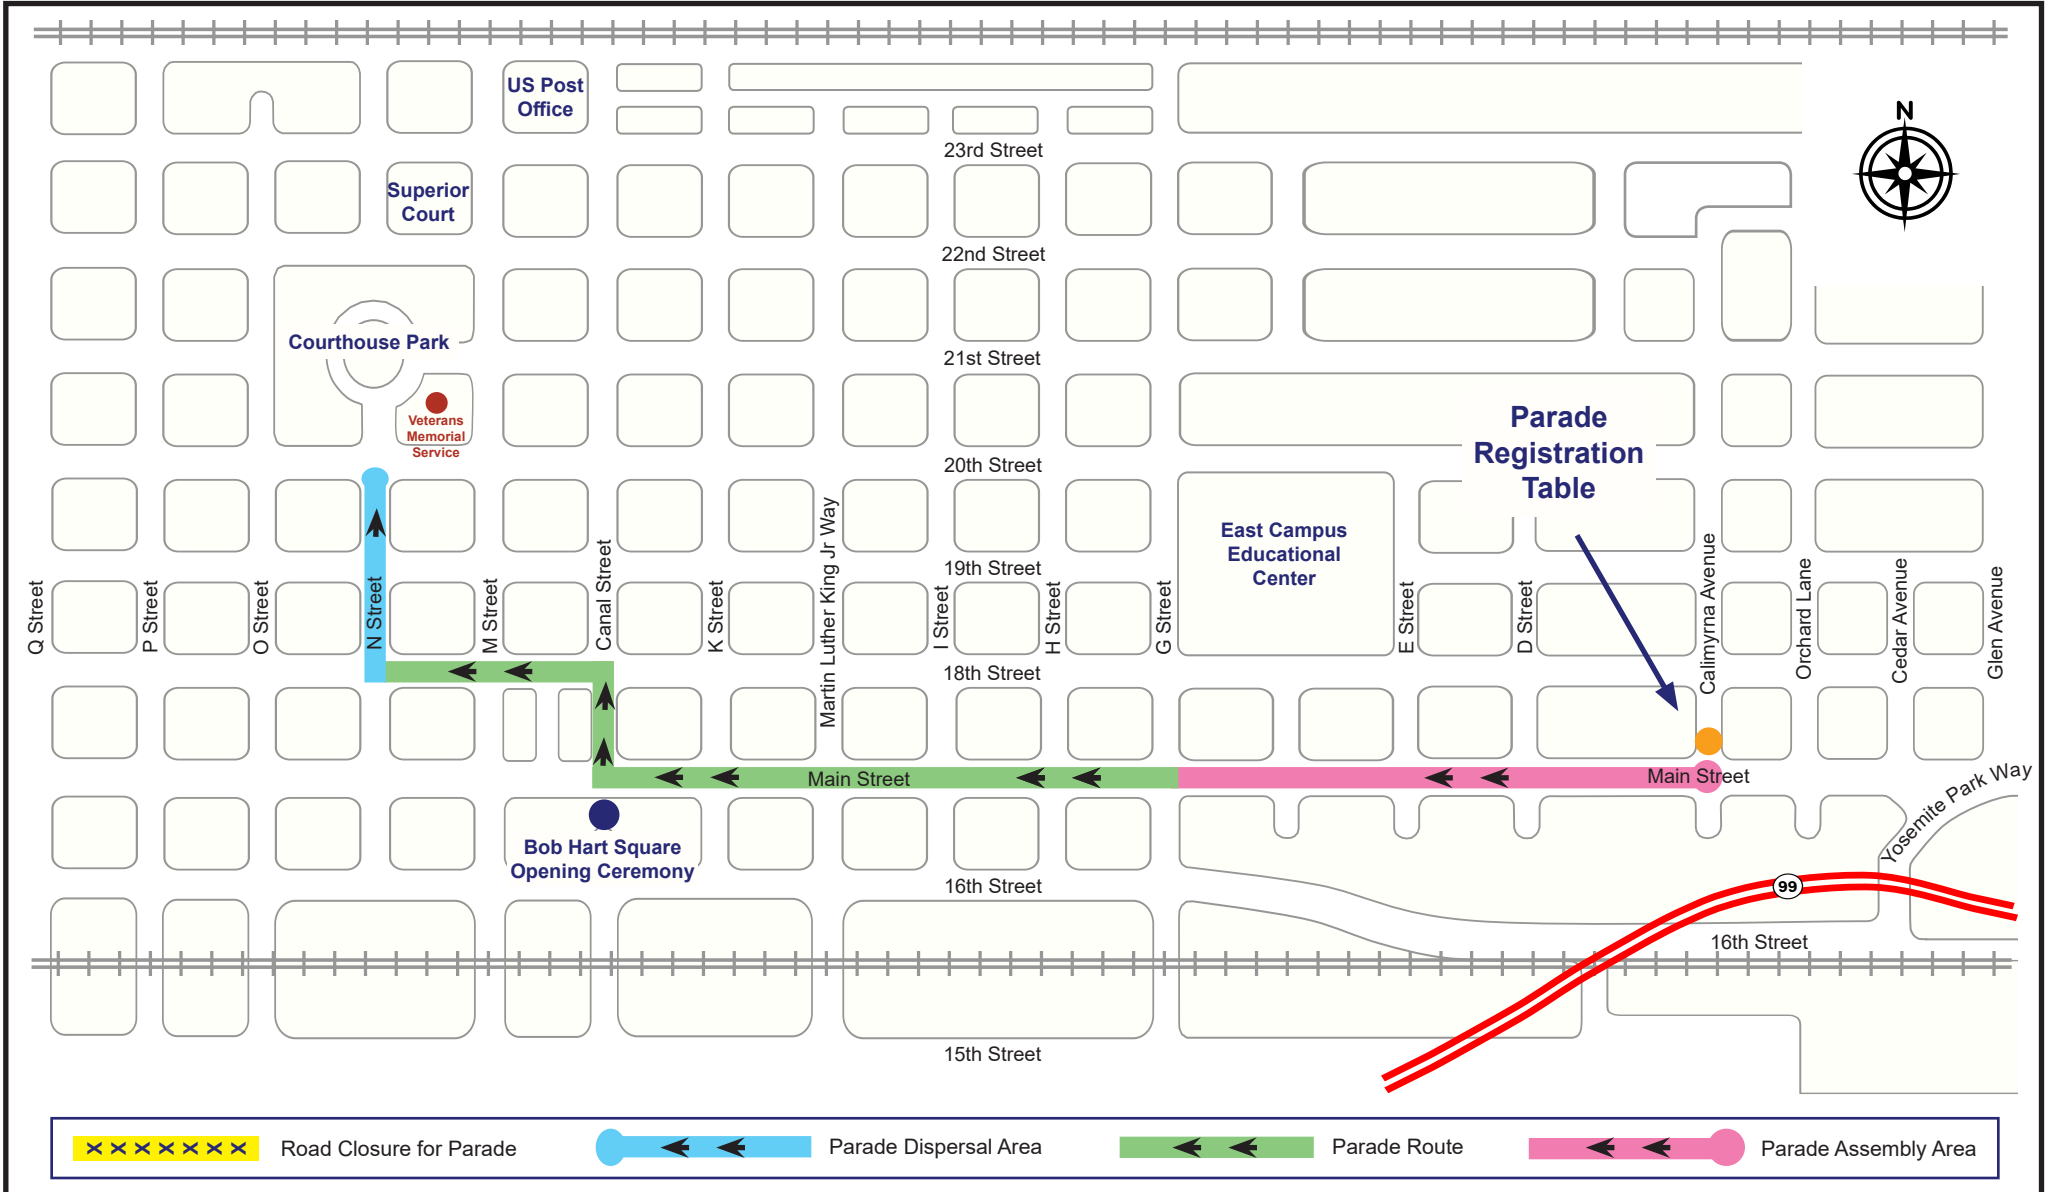 US Post
Office
N
23rd Street
Superior
Court
22nd Street
Courthouse Park
21st Street
Veterans
Memorial
Service
20th Street
Parade
Registration
Table
East Campus
Educational
Center
19th Street
Q Street
P Street
O Street
N Street
M Street
Canal Street
K Street
Martin Luther King Jr Way
I Street
H Street
G Street
E Street
D Street
Calimyrna Avenue
Orchard Lane
Cedar Avenue
Glen Avenue
18th Street
Main Street
Main Street
Yosemite Park Way
Bob Hart Square
Opening Ceremony
16th Street
99
16th Street
15th Street
Road Closure for Parade
Parade Dispersal Area
Parade Route
Parade Assembly Area